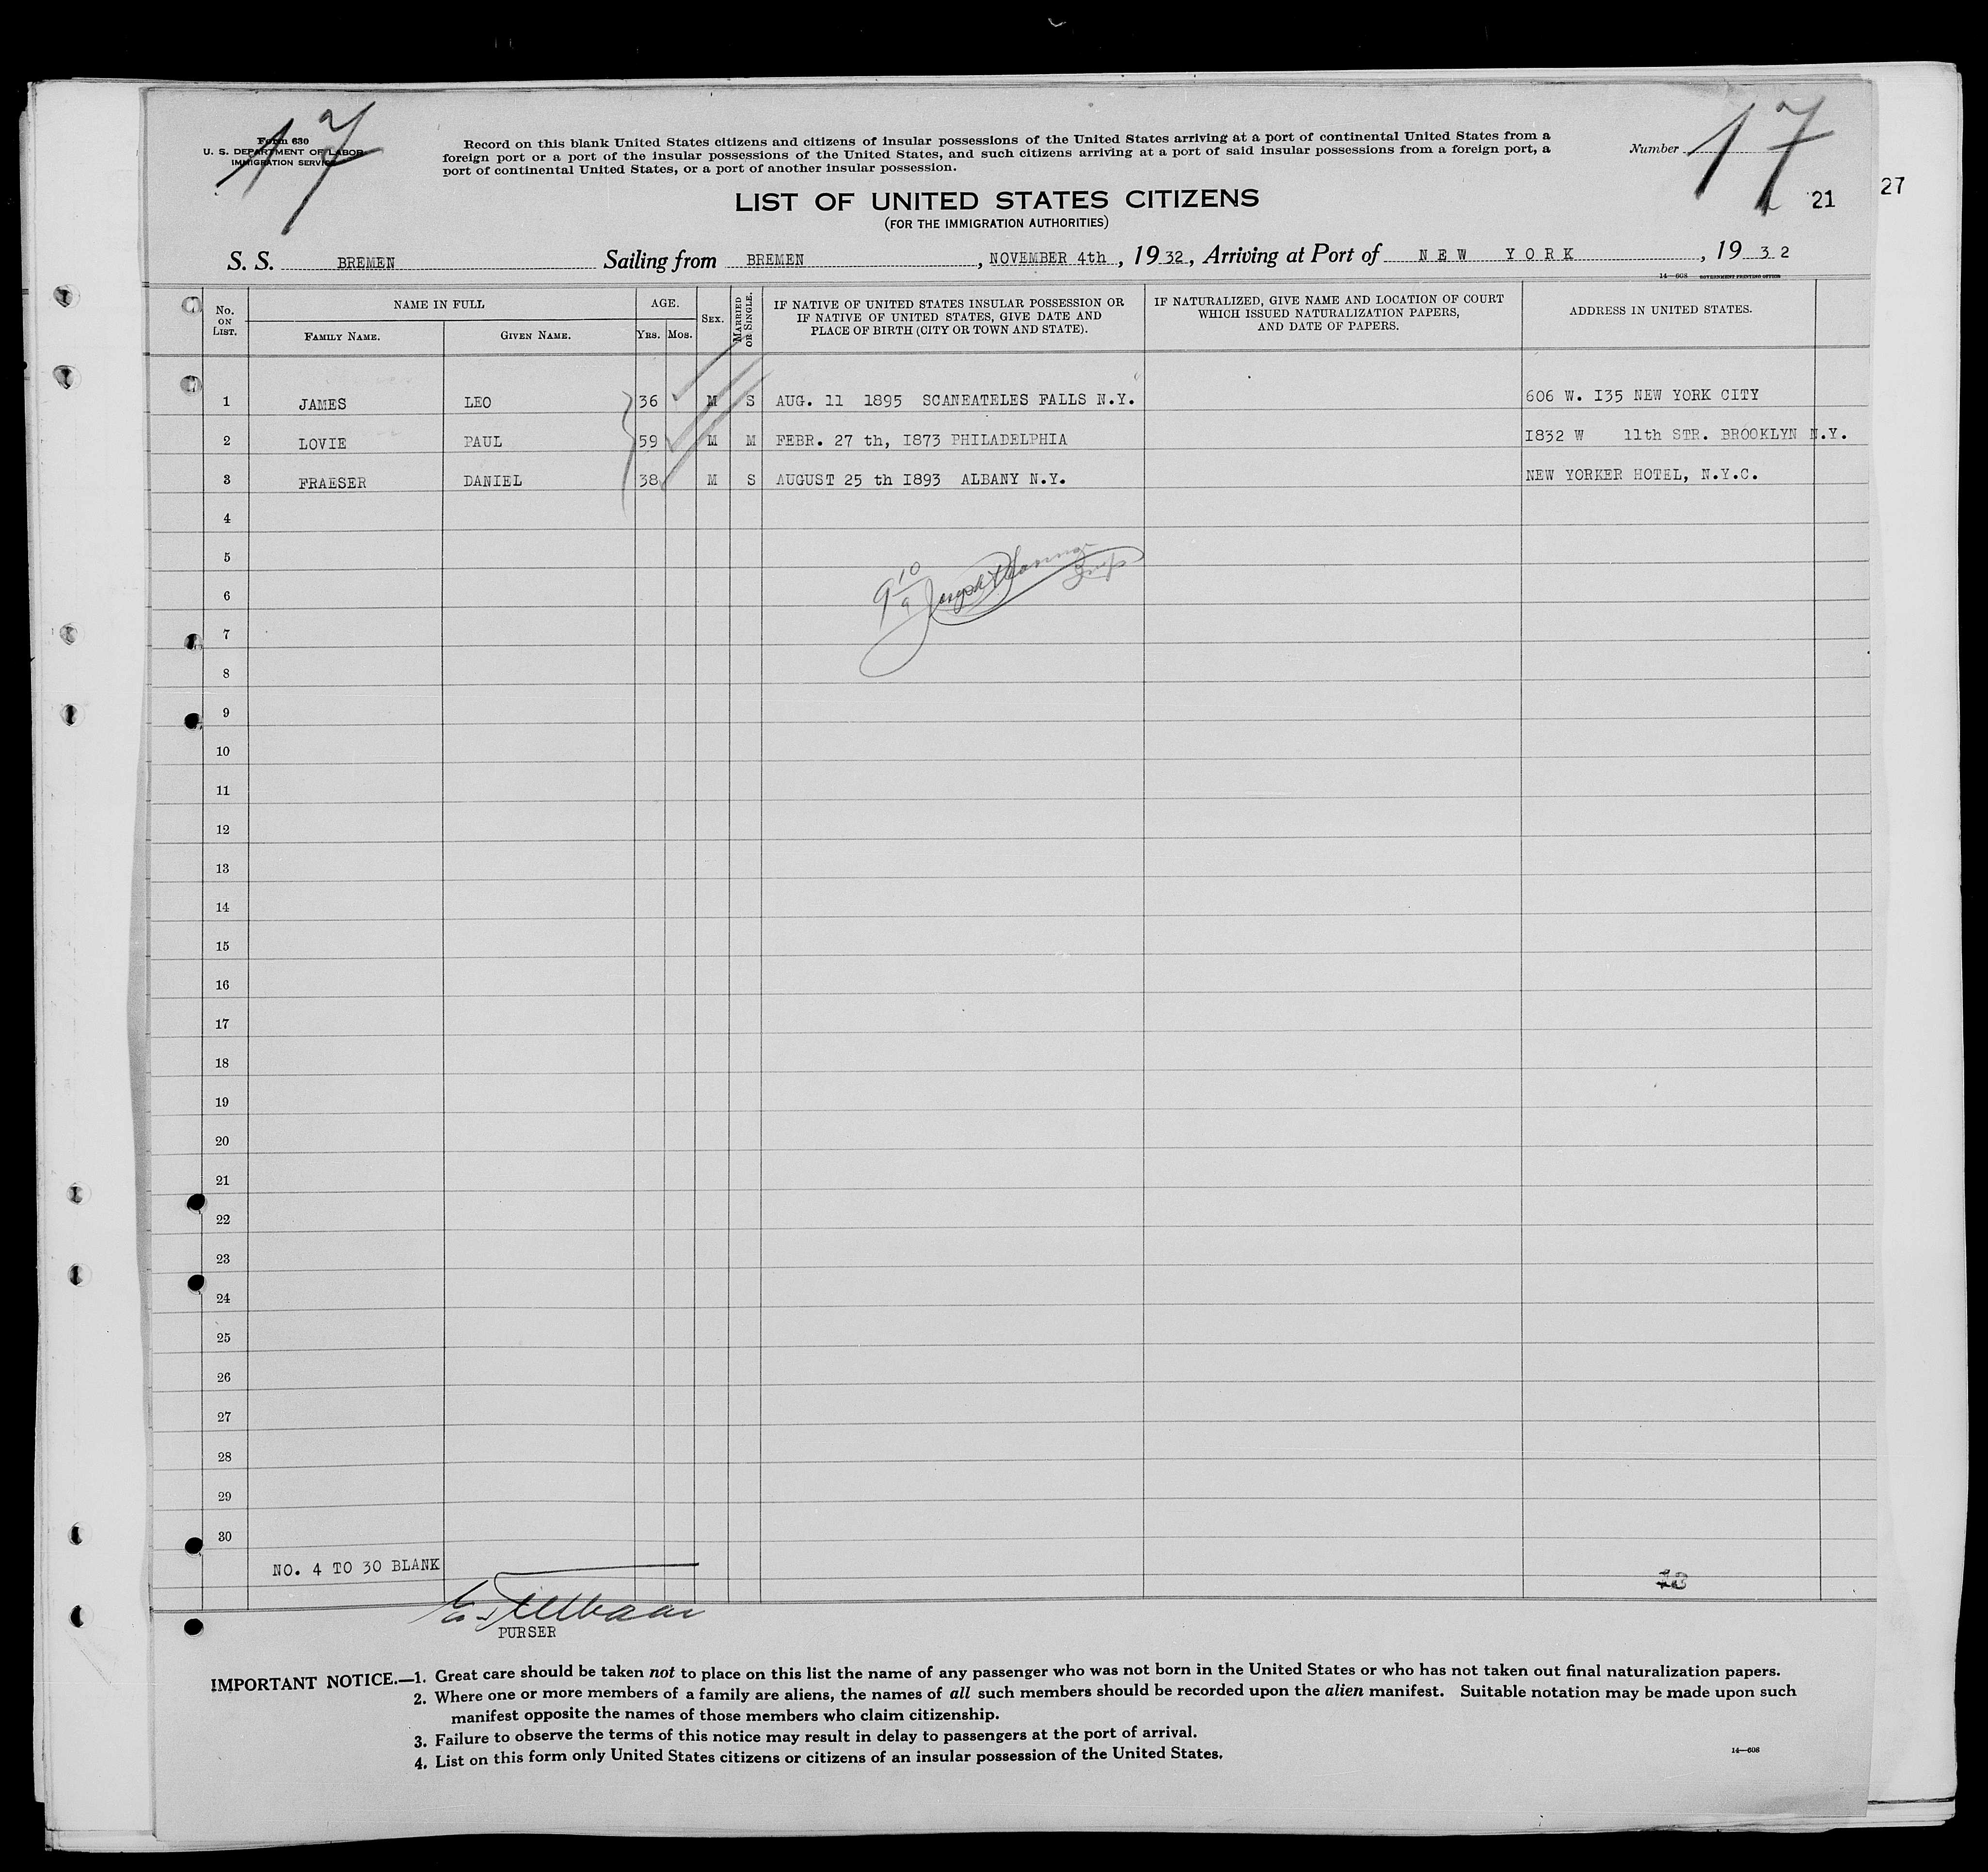 17
17
Form 630
U. S. DEPARTMENT OF LABOR
IMMIGRATION SERVICE
Record on this blank United States citizens and citizens of insular possessions of the United States arriving at a port of continental United States from a
foreign port or a port of the insular possessions of the United States, and such citizens arriving at a port of said insular possessions from a foreign port, a
port of continental United States, or a port of another insular possession.
Number
21
27
LIST OF UNITED STATES CITIZENS
(FOR THE IMMIGRATION AUTHORITIES)
S. S. BREMEN Sailing from BREMEN, NOVEMBER 4th, 1932, Arriving at Port of NEW YORK, 1932
14—608 GOVERNMENT PRINTING OFFICE
No. ON LIST. NAME IN FULL FAMILY NAME. GIVEN NAME. AGE. YRS. MOS. SEX. MARRIED OR SINGLE. IF NATIVE OF UNITED STATES INSULAR POSSESSION OR IF NATIVE OF UNITED STATES, GIVE DATE AND PLACE OF BIRTH (CITY OR TOWN AND STATE). IF NATURALIZED, GIVE NAME AND LOCATION OF COURT WHICH ISSUED NATURALIZATION PAPERS, AND DATE OF PAPERS. ADDRESS IN UNITED STATES.
1 JAMES LEO 36 M S AUG. 11 1895 SCANEATELES FALLS N.Y. 606 W. I35 NEW YORK CITY
2 LOVIE PAUL 59 M M FEBR. 27 th, I873 PHILADELPHIA I832 W 11th STR. BROOKLYN N.Y.
3 FRAESER DANIEL 38 M S AUGUST 25 th I893 ALBANY N.Y. NEW YORKER HOTEL, N.Y.C.
4
5
6
7
8
9
10
11
12
13
14
15
16
17
18
19
20
21
22
23
24
25
26
27
28
29
30
NO. 4 TO 30 BLANK
PURSER
IMPORTANT NOTICE.—1. Great care should be taken not to place on this list the name of any passenger who was not born in the United States or who has not taken out final naturalization papers.
2. Where one or more members of a family are aliens, the names of all such members should be recorded upon the alien manifest. Suitable notation may be made upon such
manifest opposite the names of those members who claim citizenship.
3. Failure to observe the terms of this notice may result in delay to passengers at the port of arrival.
4. List on this form only United States citizens or citizens of an insular possession of the United States.
14—608